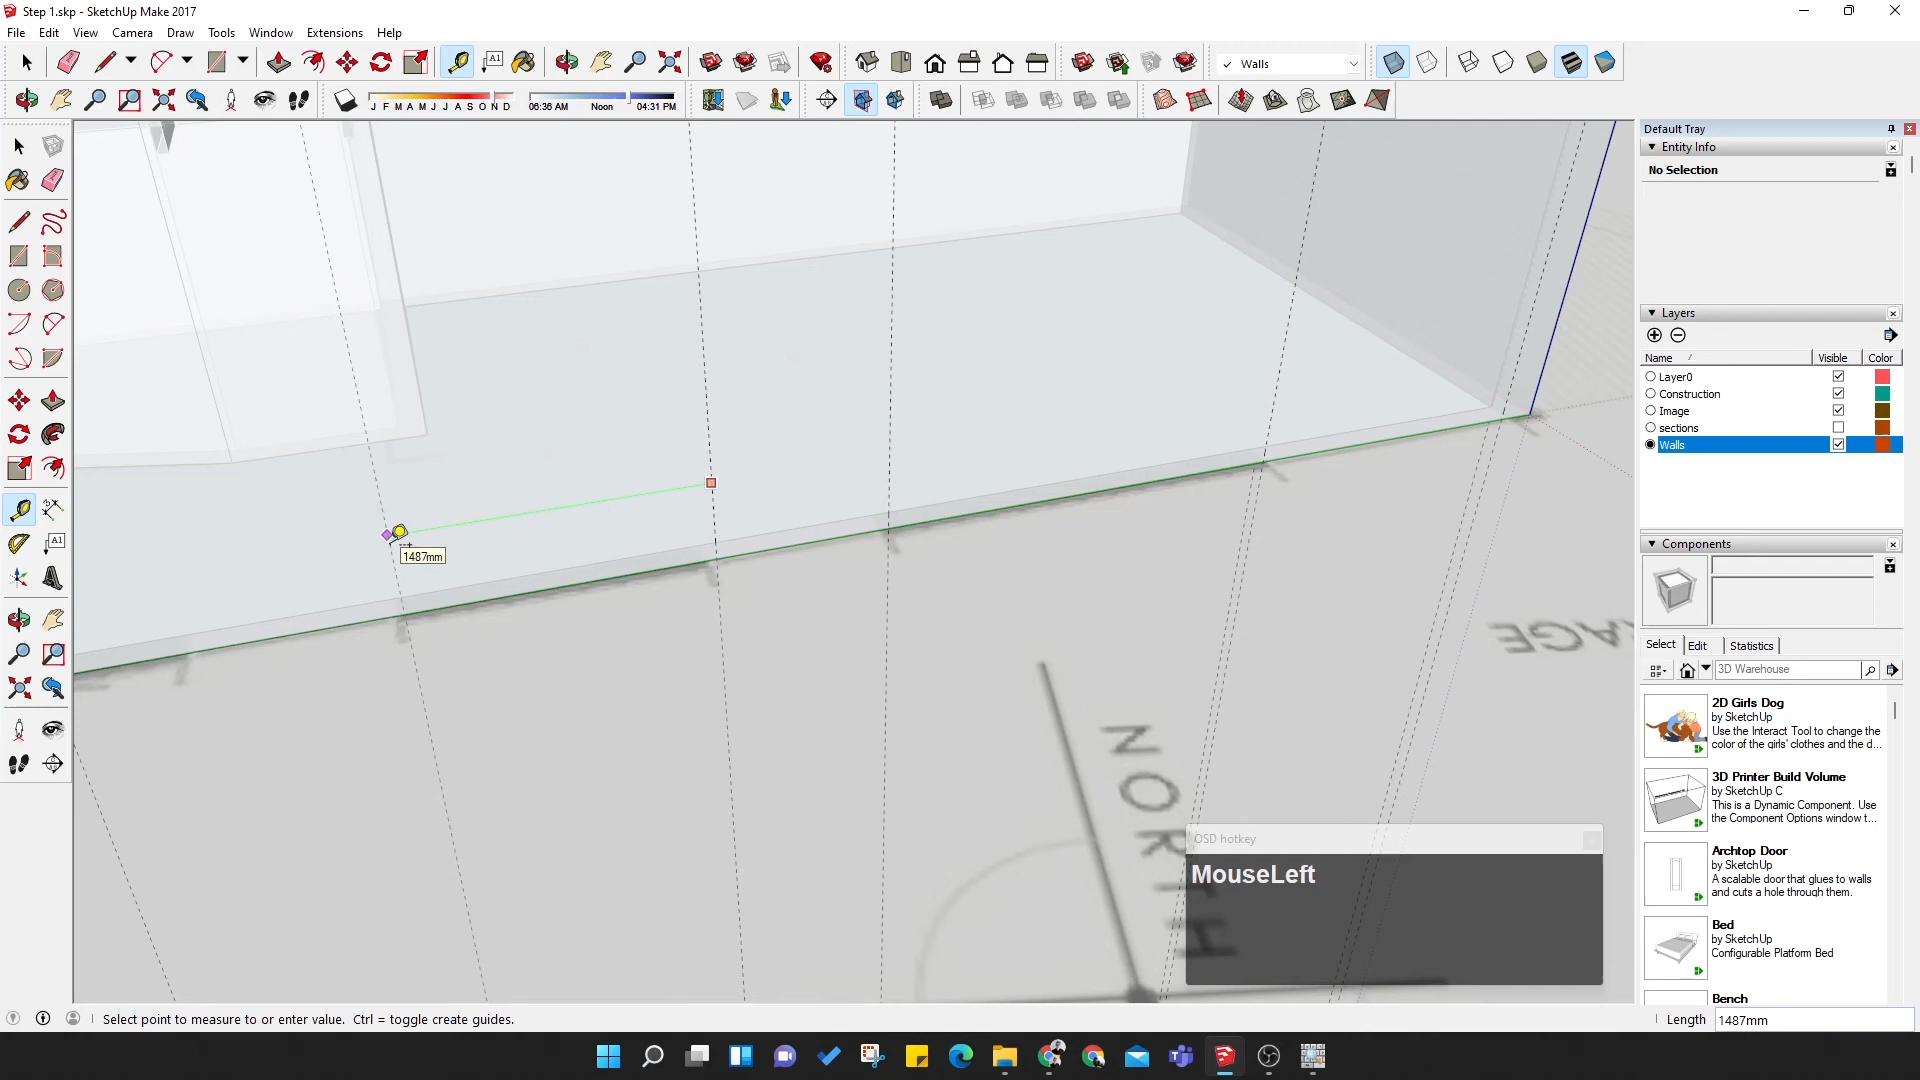 Step 1.skp - SketchUp Make 2017
File Edit View Camera Draw Tools Window Extensions Help
A1
✓ Walls
J F M A M J J A S O N D
06:36 AM Noon 04:31 PM
Default Tray
Entity Info
No Selection
Layers
Name Visible Color
Layer0
Construction
Image
sections
Walls
1487mm
A1
Components
Select Edit Statistics
3D Warehouse
2D Girls Dog
by SketchUp
Use the Interact Tool to change the
color of the girls' clothes and the d...
3D Printer Build Volume
by SketchUp C
This is a Dynamic Component. Use
the Component Options window t...
Archtop Door
by SketchUp
A scalable door that glues to walls
and cuts a hole through them.
Bed
by SketchUp
Configurable Platform Bed
Bench
NORTH
OSD hotkey
MouseLeft
Select point to measure to or enter value. Ctrl = toggle create guides.
Length 1487mm